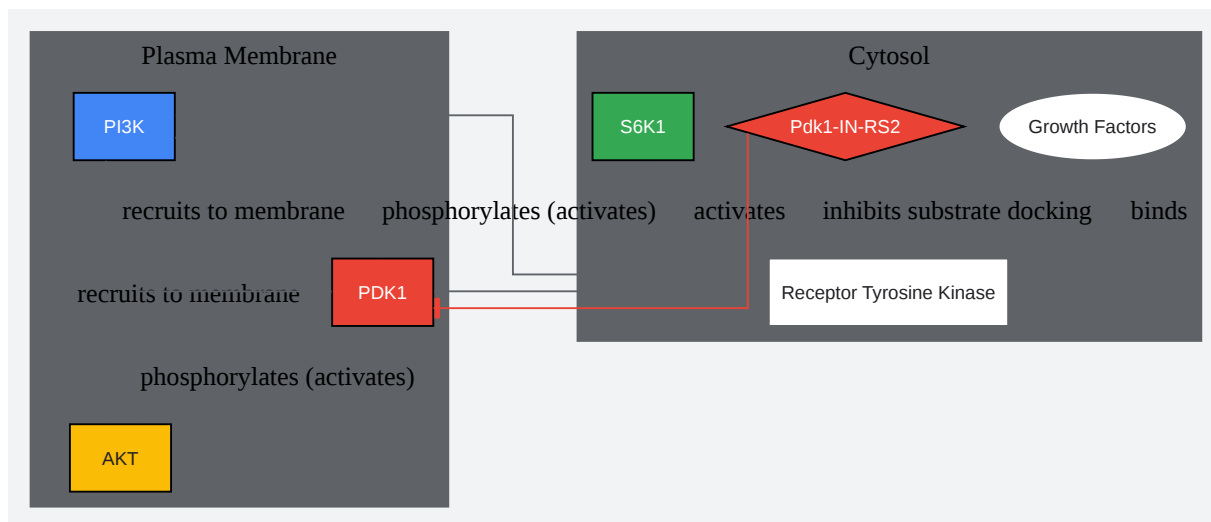 Plasma Membrane
Cytosol
PI3K
S6K1
Pdk1-IN-RS2
Growth Factors
recruits to membrane
phosphorylates (activates)
activates
inhibits substrate docking
binds
recruits to membrane
PDK1
Receptor Tyrosine Kinase
phosphorylates (activates)
AKT